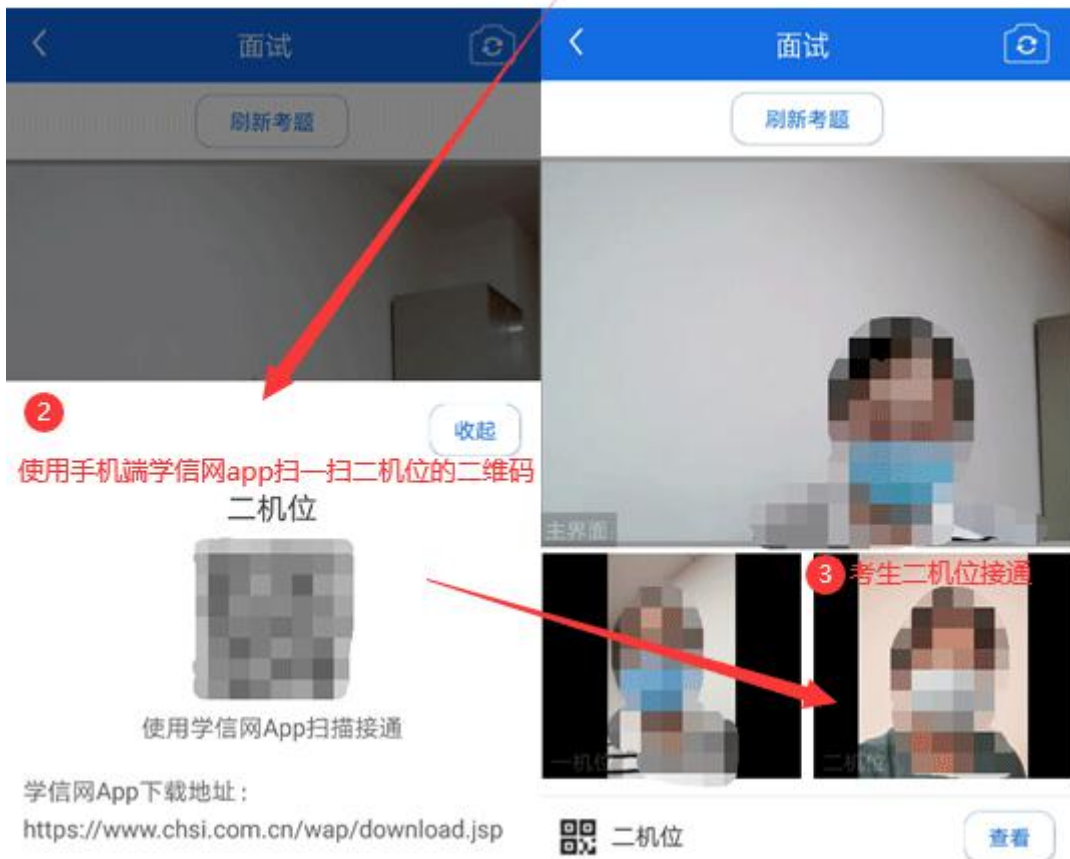 面试
刷新考题
2
收起
使用手机端学信网app扫一扫二机位的二维码
二机位
使用学信网App扫描接通
学信网App下载地址：
https://www.chsi.com.cn/wap/download.jsp
面试
刷新考题
主界面
3 考生二机位接通
一机位
二机位
二机位
查看